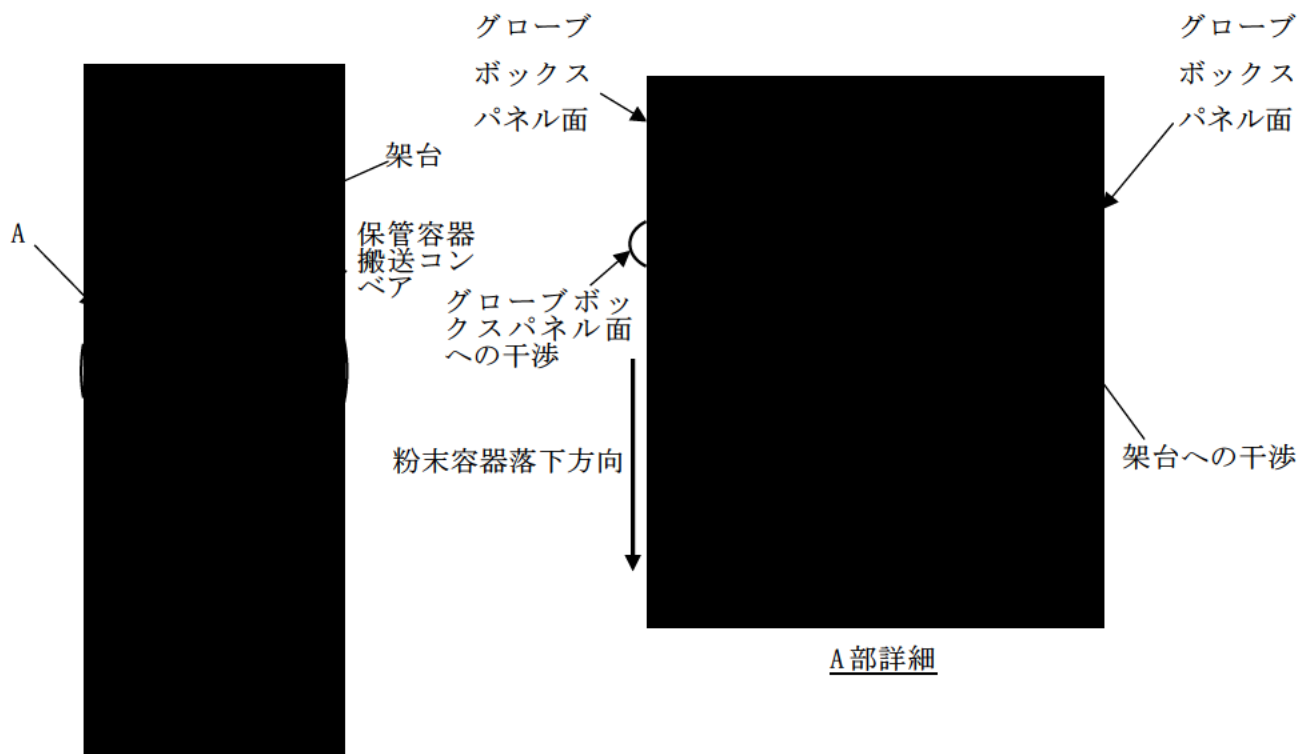 A
架台
保管容器
搬送コン
ベア
グローブ
ボックス
パネル面
グローブボッ
クスパネル面
への干渉
粉末容器落下方向
グローブ
ボックス
パネル面
架台への干渉
A部詳細